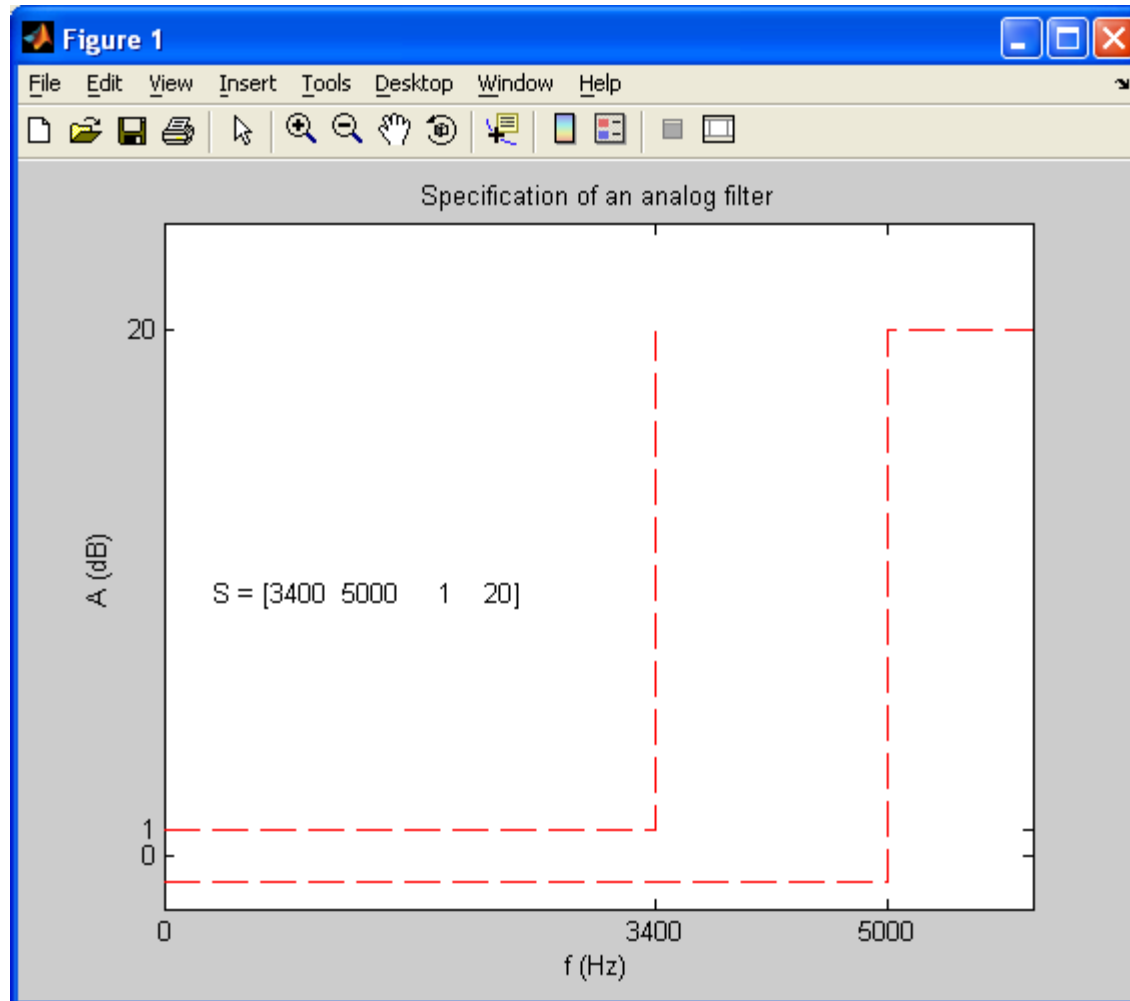 Figure 1
File Edit View Insert Tools Desktop Window Help
Specification of an analog filter
20
A (dB)
S = [3400 5000 1 20]
1
0
0 3400 5000
f (Hz)